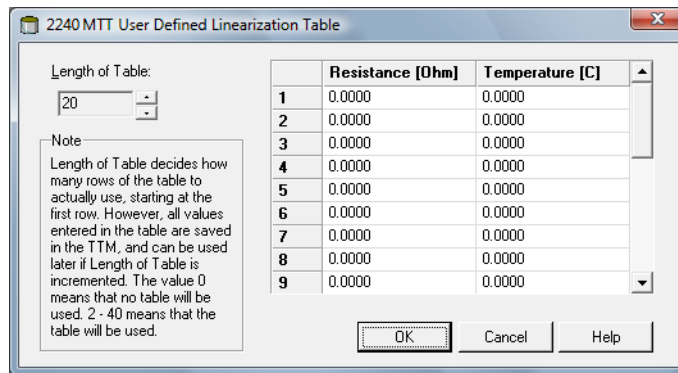 2240 MTT User Defined Linearization Table
Length of Table:
20
Note
Length of Table decides how
many rows of the table to
actually use, starting at the
first row. However, all values
entered in the table are saved
in the TTM, and can be used
later if Length of Table is
incremented. The value 0
means that no table will be
used. 2 - 40 means that the
table will be used.
Resistance [Ohm] Temperature [C]
1 0.0000 0.0000
2 0.0000 0.0000
3 0.0000 0.0000
4 0.0000 0.0000
5 0.0000 0.0000
6 0.0000 0.0000
7 0.0000 0.0000
8 0.0000 0.0000
9 0.0000 0.0000
OK Cancel Help